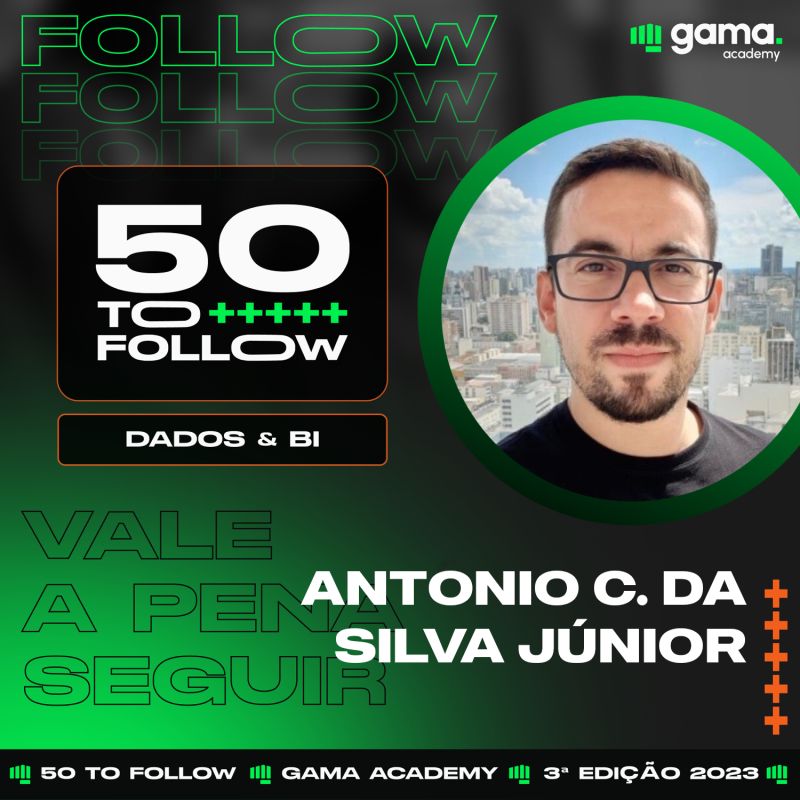 FOLLOW
FOLLOW
FOLLOW
gama.
academy
50
TO +++++
FOLLOW
DADOS & BI
VALE
A PENA
SEGUIR
ANTONIO C. DA
SILVA JÚNIOR
+++++
50 TO FOLLOW GAMA ACADEMY 3ª EDIÇÃO 2023